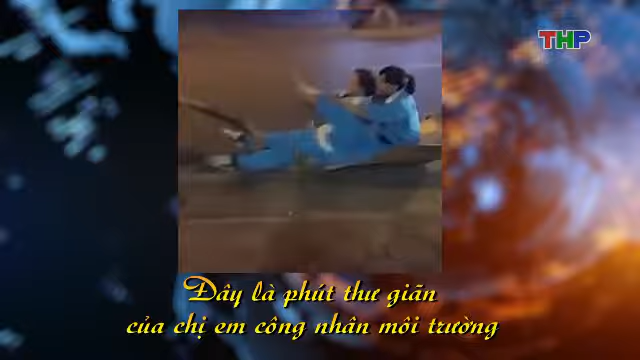 THP
Đây là phút thư giãn
của chị em công nhân môi trường